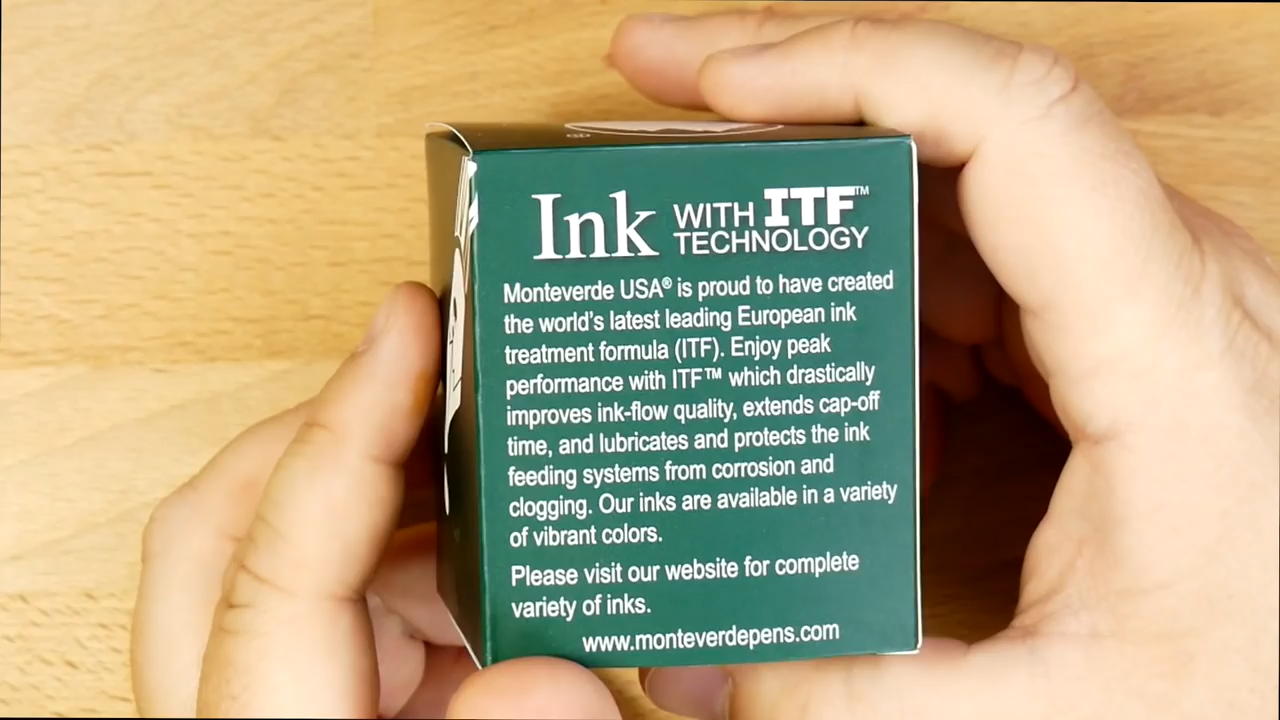 Ink WITH ITF™
TECHNOLOGY
Monteverde USA® is proud to have created
the world's latest leading European ink
treatment formula (ITF). Enjoy peak
performance with ITF™ which drastically
improves ink-flow quality, extends cap-off
time, and lubricates and protects the ink
feeding systems from corrosion and
clogging. Our inks are available in a variety
of vibrant colors.
Please visit our website for complete
variety of inks.
www.monteverdepens.com